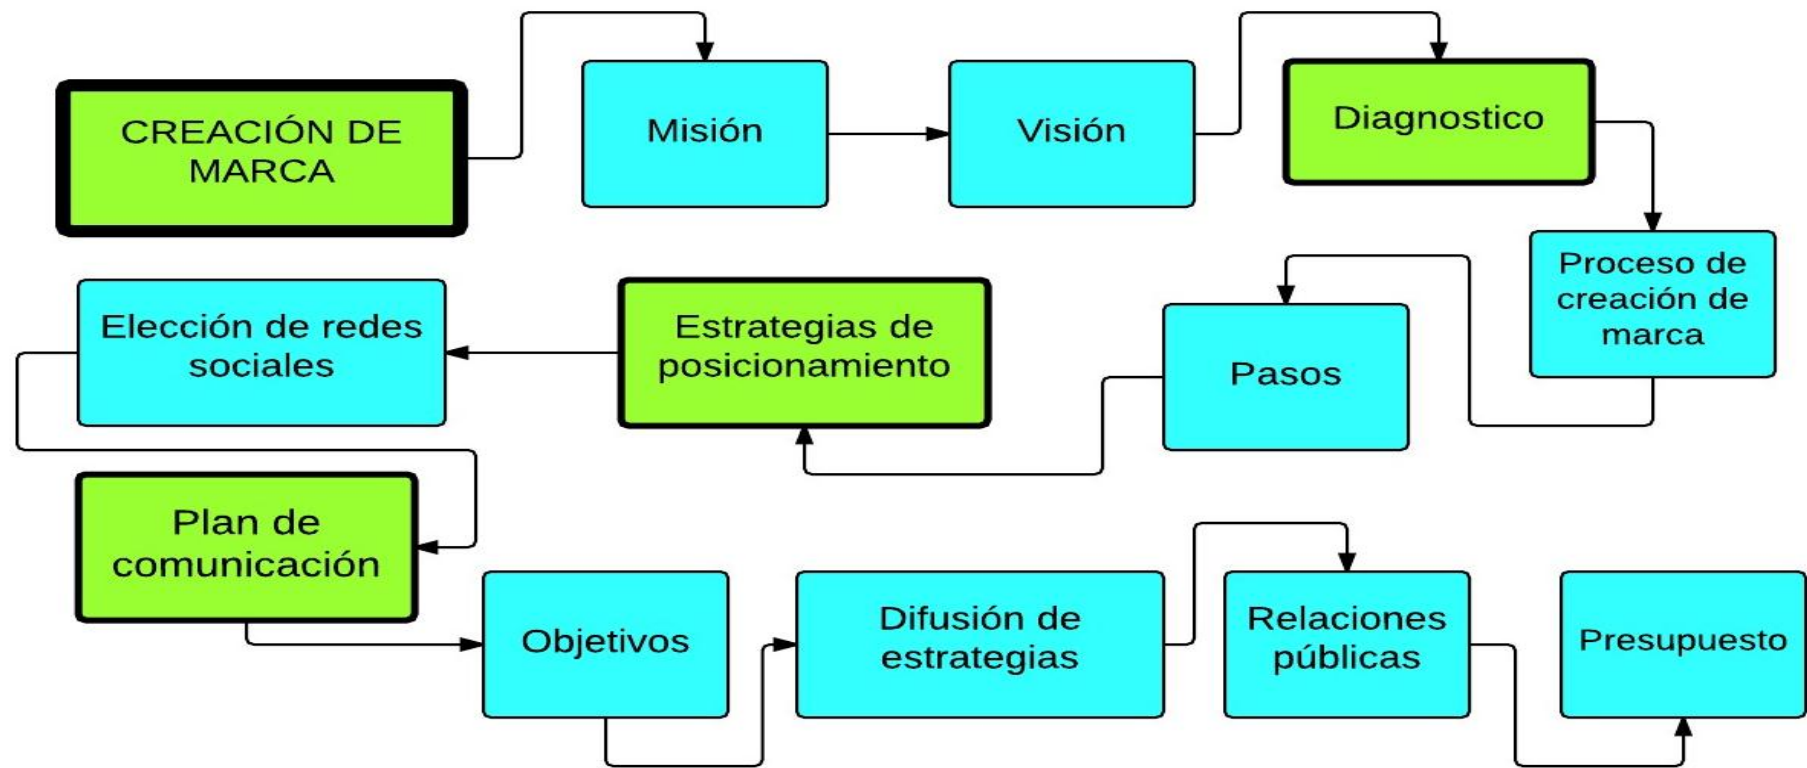 CREACIÓN DE
MARCA
Misión
Visión
Diagnostico
Proceso de
creación de
marca
Pasos
Estrategias de
posicionamiento
Elección de redes
sociales
Plan de
comunicación
Objetivos
Difusión de
estrategias
Relaciones
públicas
Presupuesto